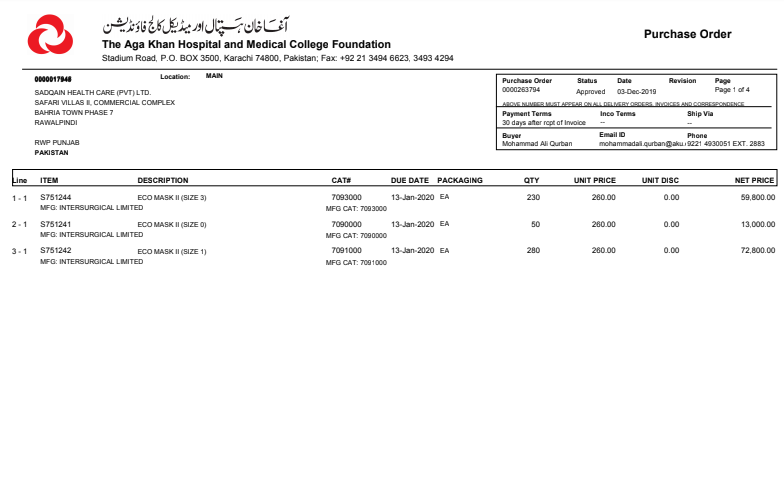 آغا خان ہسپتال اور میڈیکل کالج فاؤنڈیشن
The Aga Khan Hospital and Medical College Foundation
Stadium Road, P.O. BOX 3500, Karachi 74800, Pakistan; Fax: +92 21 3494 6623, 3493 4294
Purchase Order
0000017946 Location: MAIN
SADQAIN HEALTH CARE (PVT) LTD.
SAFARI VILLAS II, COMMERCIAL COMPLEX
BAHRIA TOWN PHASE 7
RAWALPINDI
RWP PUNJAB
PAKISTAN
Purchase Order Status Date Revision Page
0000263794 Approved 03-Dec-2019 Page 1 of 4
ABOVE NUMBER MUST APPEAR ON ALL DELIVERY ORDERS, INVOICES AND CORRESPONDENCE
Payment Terms Inco Terms Ship Via
30 days after rcpt of Invoice -- --
Buyer Email ID Phone
Mohammad Ali Qurban mohammadali.qurban@aku. 9221 4930051 EXT. 2883
Line ITEM DESCRIPTION CAT# DUE DATE PACKAGING QTY UNIT PRICE UNIT DISC NET PRICE
1 - 1 S751244 ECO MASK II (SIZE 3) 7093000 13-Jan-2020 EA 230 260.00 0.00 59,800.00
MFG: INTERSURGICAL LIMITED MFG CAT: 7093000
2 - 1 S751241 ECO MASK II (SIZE 0) 7090000 13-Jan-2020 EA 50 260.00 0.00 13,000.00
MFG: INTERSURGICAL LIMITED MFG CAT: 7090000
3 - 1 S751242 ECO MASK II (SIZE 1) 7091000 13-Jan-2020 EA 280 260.00 0.00 72,800.00
MFG: INTERSURGICAL LIMITED MFG CAT: 7091000